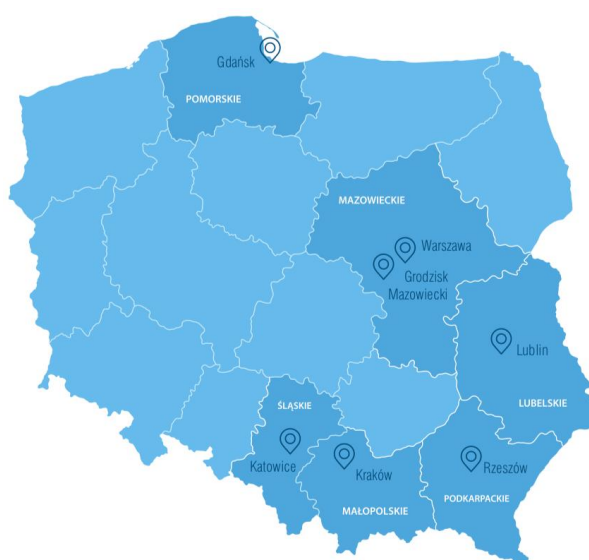 Gdańsk
POMORSKIE
MAZOWIECKIE
Warszawa
Grodzisk
Mazowiecki
Lublin
LUBELSKIE
ŚLĄSKIE
Katowice
Kraków
Rzeszów
MAŁOPOLSKIE
PODKARPACKIE